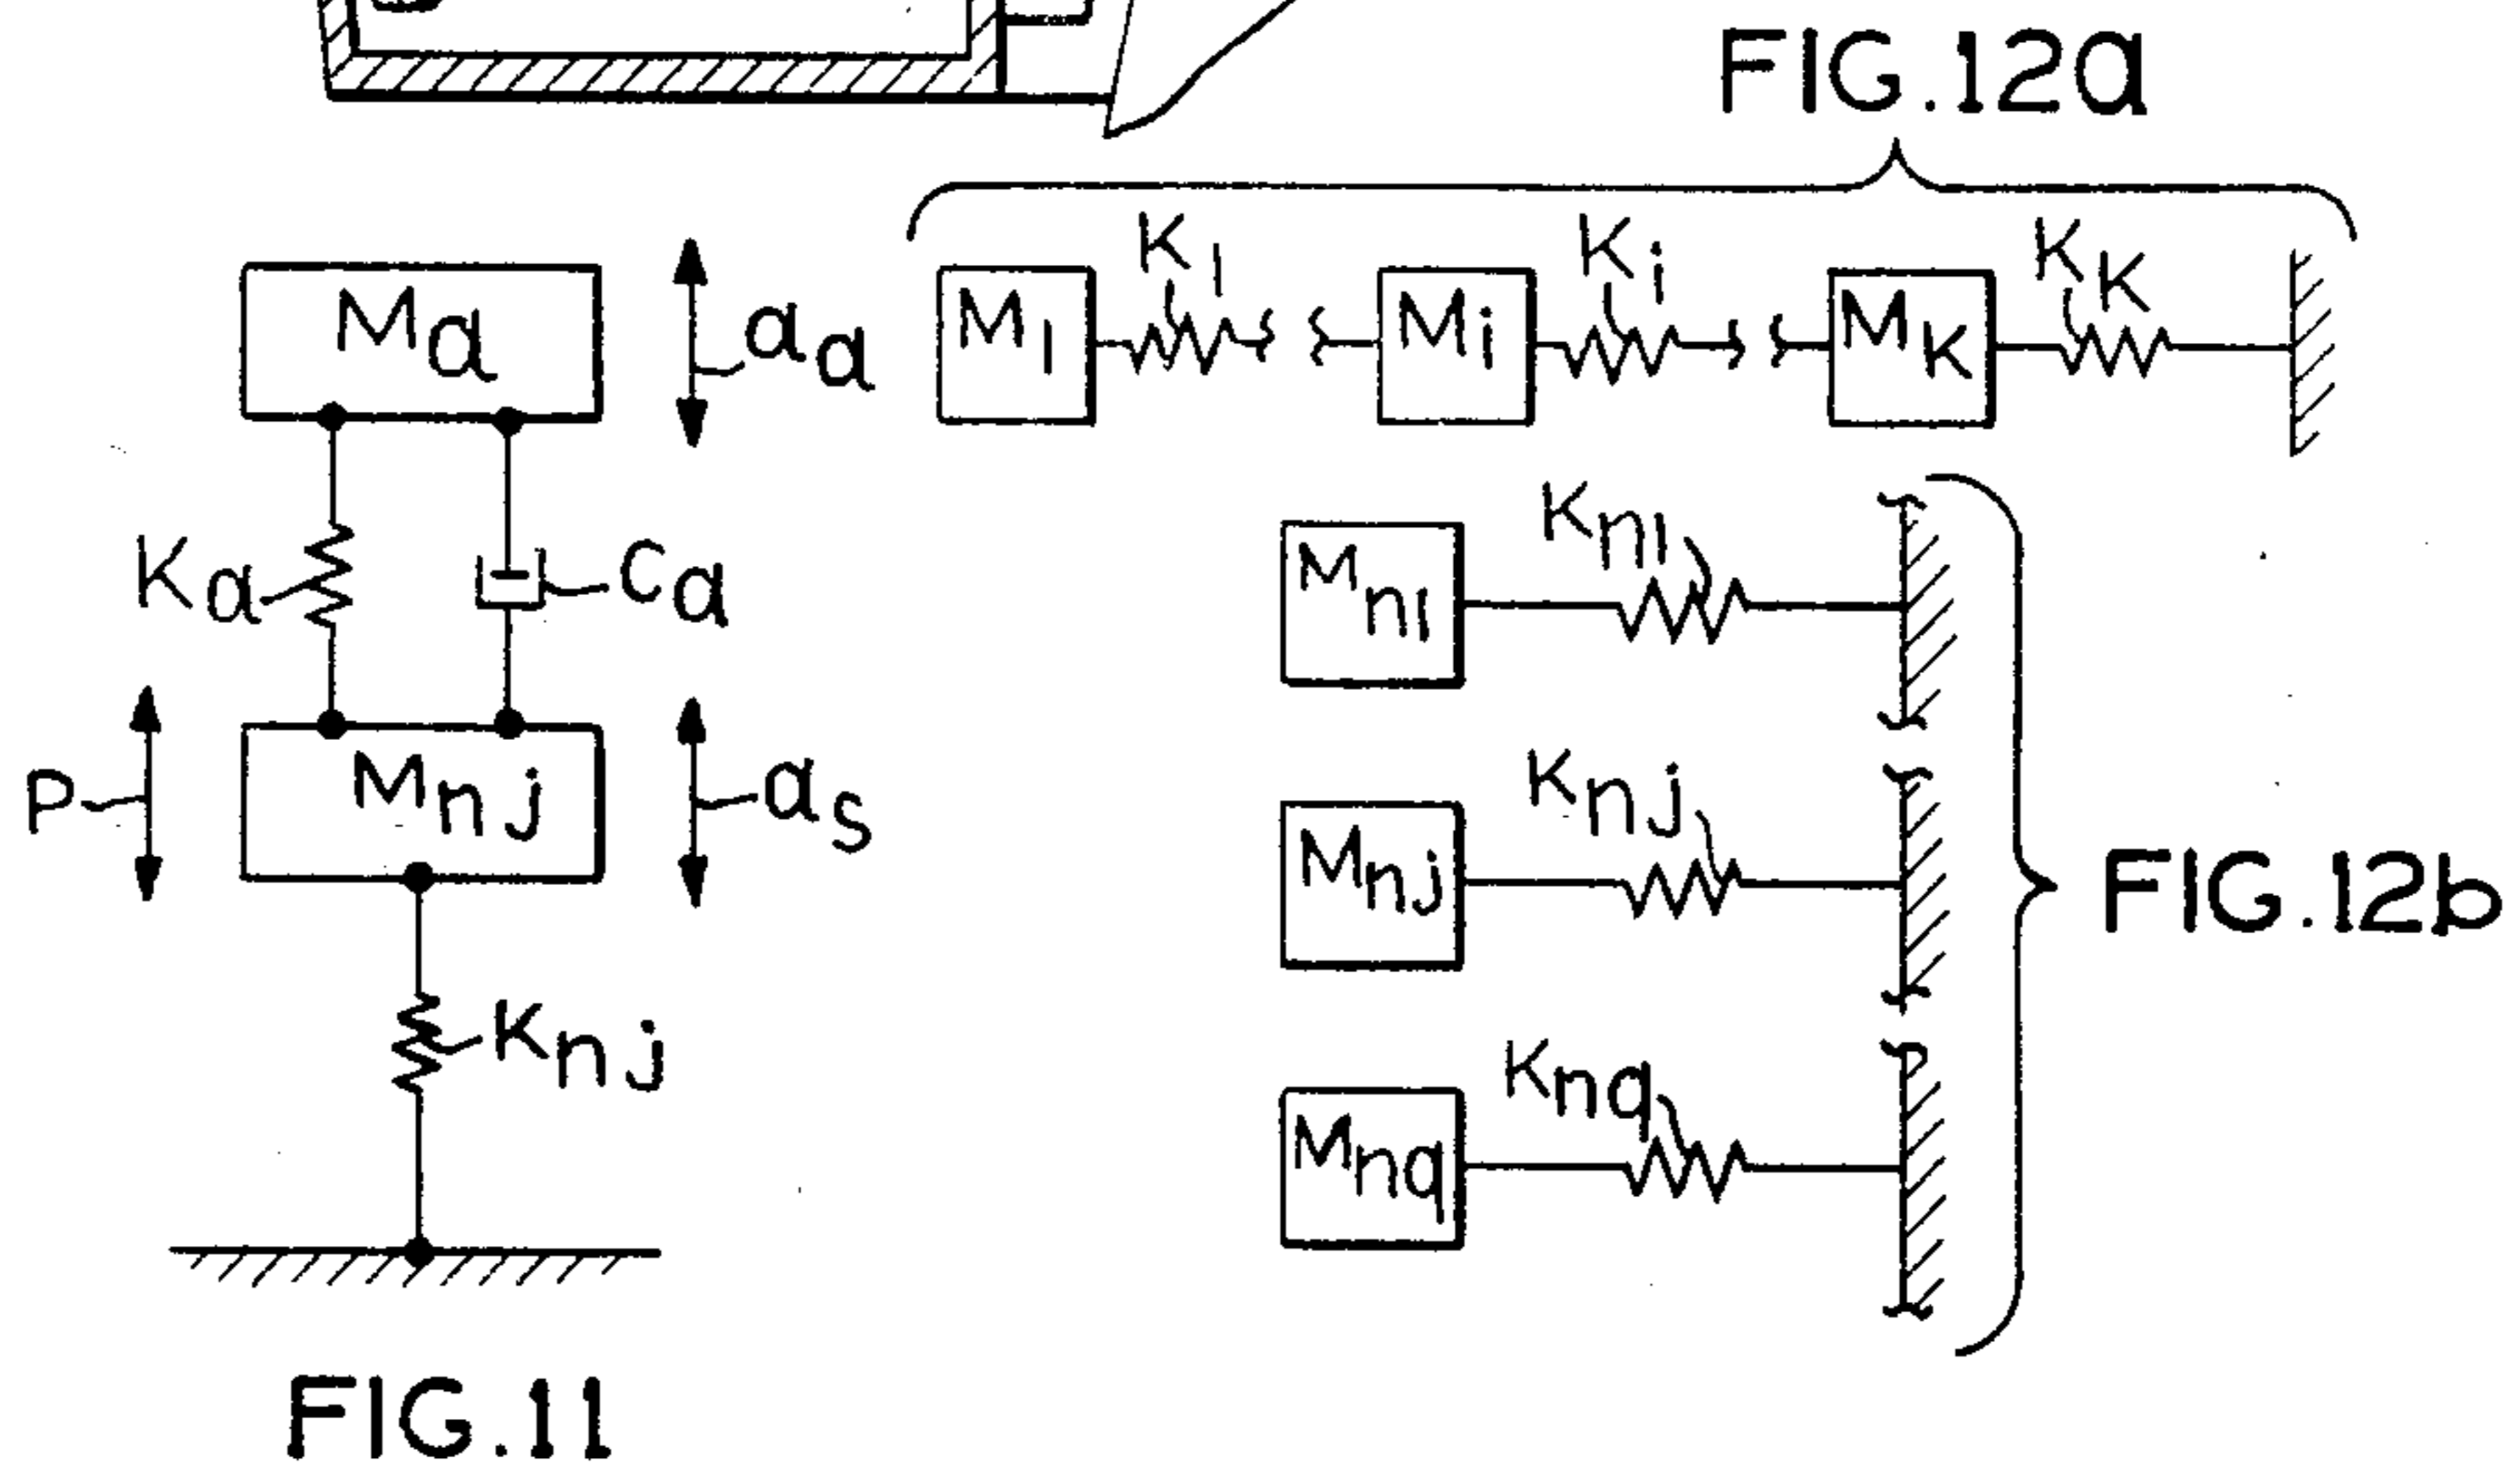 FIG.12a
K1 Ki KK
M1 Mi MK
Ma aa
Ka Ca
P Mnj as
Knj
FIG.11
Kn1
Mn1
Knj
Mnj
FIG.12b
Knq
Mnq